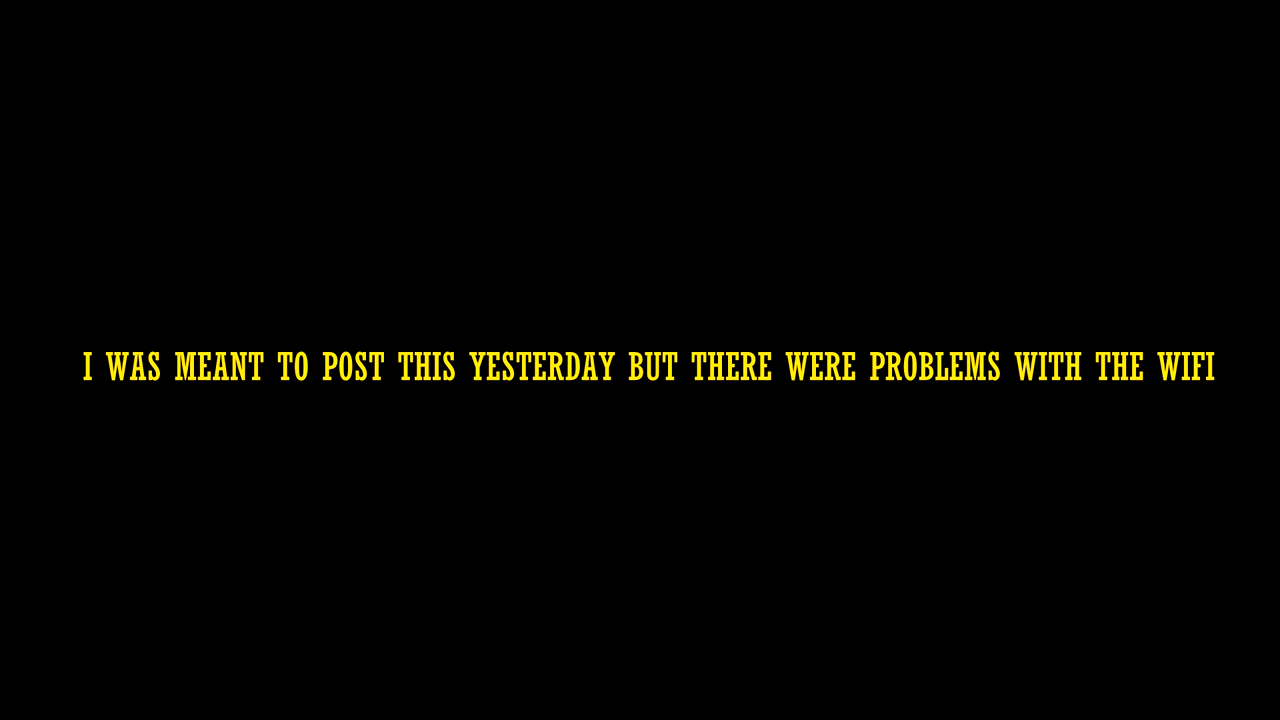 I WAS MEANT TO POST THIS YESTERDAY BUT THERE WERE PROBLEMS WITH THE WIFI